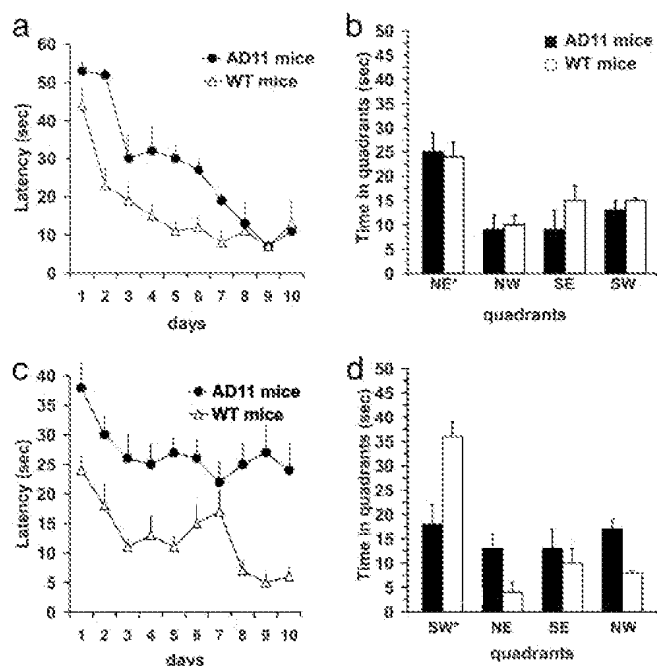 a
60
50
40
30
20
10
0
Latency (sec)
AD11 mice
WT mice
1 2 3 4 5 6 7 8 9 10
days
b
50
45
40
35
30
25
20
15
10
5
0
Time in quadrants (sec)
AD11 mice
WT mice
NE* NW SE SW
quadrants
c
40
35
30
25
20
15
10
5
0
Latency (sec)
AD11 mice
WT mice
1 2 3 4 5 6 7 8 9 10
days
d
50
45
40
35
30
25
20
15
10
5
0
Time in quadrants (sec)
SW* NE SE NW
quadrants